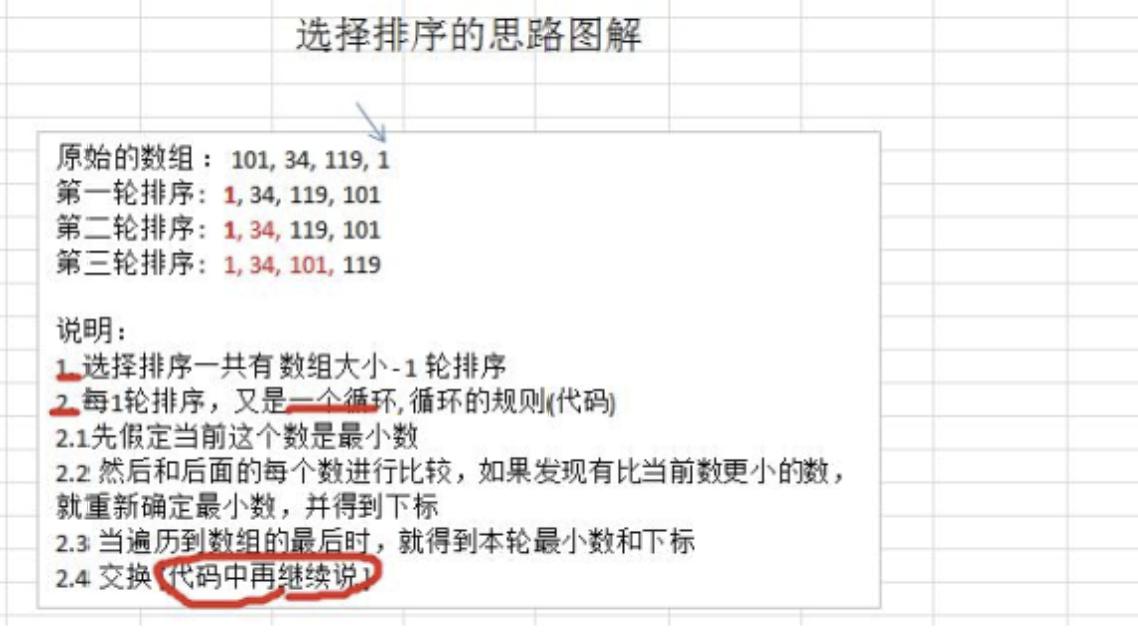 选择排序的思路图解
原始的数组： 101, 34, 119, 1
第一轮排序: 1, 34, 119, 101
第二轮排序: 1, 34, 119, 101
第三轮排序: 1, 34, 101, 119
说明：
1. 选择排序一共有 数组大小 - 1 轮排序
2. 每1轮排序，又是一个循环, 循环的规则(代码)
2.1先假定当前这个数是最小数
2.2 然后和后面的每个数进行比较，如果发现有比当前数更小的数，
就重新确定最小数，并得到下标
2.3 当遍历到数组的最后时，就得到本轮最小数和下标
2.4 交换 [代码中再继续说 ]